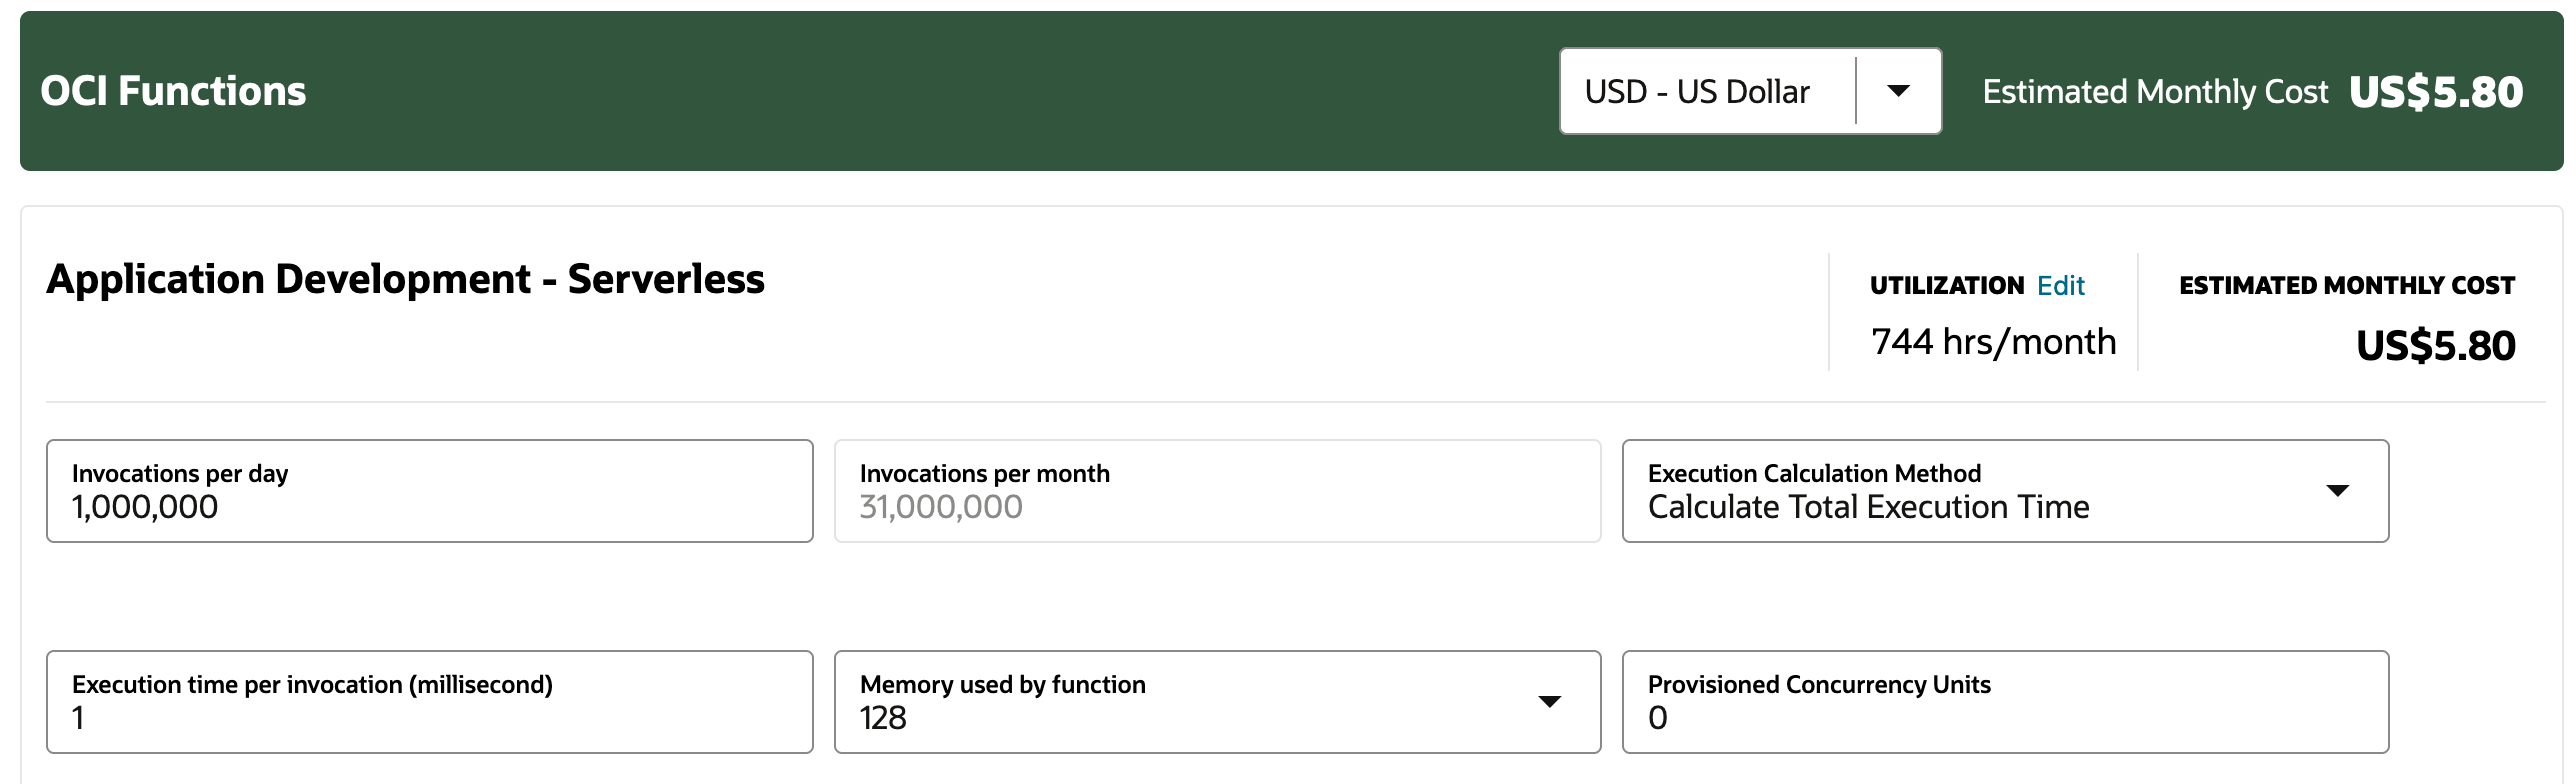 OCI Functions
USD - US Dollar
Estimated Monthly Cost US$5.80
Application Development - Serverless
UTILIZATION Edit
744 hrs/month
ESTIMATED MONTHLY COST
US$5.80
Invocations per day
1,000,000
Invocations per month
31,000,000
Execution Calculation Method
Calculate Total Execution Time
Execution time per invocation (millisecond)
1
Memory used by function
128
Provisioned Concurrency Units
0